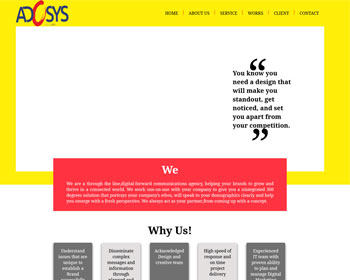 ADOSYS
HOME
ABOUT US
SERVICE
WORKS
CLIENT
CONTACT
“
You know you
need a design that
will make you
standout, get
noticed, and set
you apart from
your competition.
”
We
We are a through the line,digital-forward communications agency, helping your brands to grow and
thrive in a connected world. We work one-on-one with your company to give you a unintegrated 360
degrees solution that portrays your company's ethos, will speak to your demographics clearly and help
you emerge with a fresh perspective. We always act as your partner,from coming up with a concept.
Why Us!
Understand
issues that are
unique to
establish a
Brand
Disseminate
complex
messages and
information
through
Acknowledged
Design and
creative team
High speed of
response and
on time
project
delivery
Experienced
IT team with
proven ability
to plan and
manage Digital